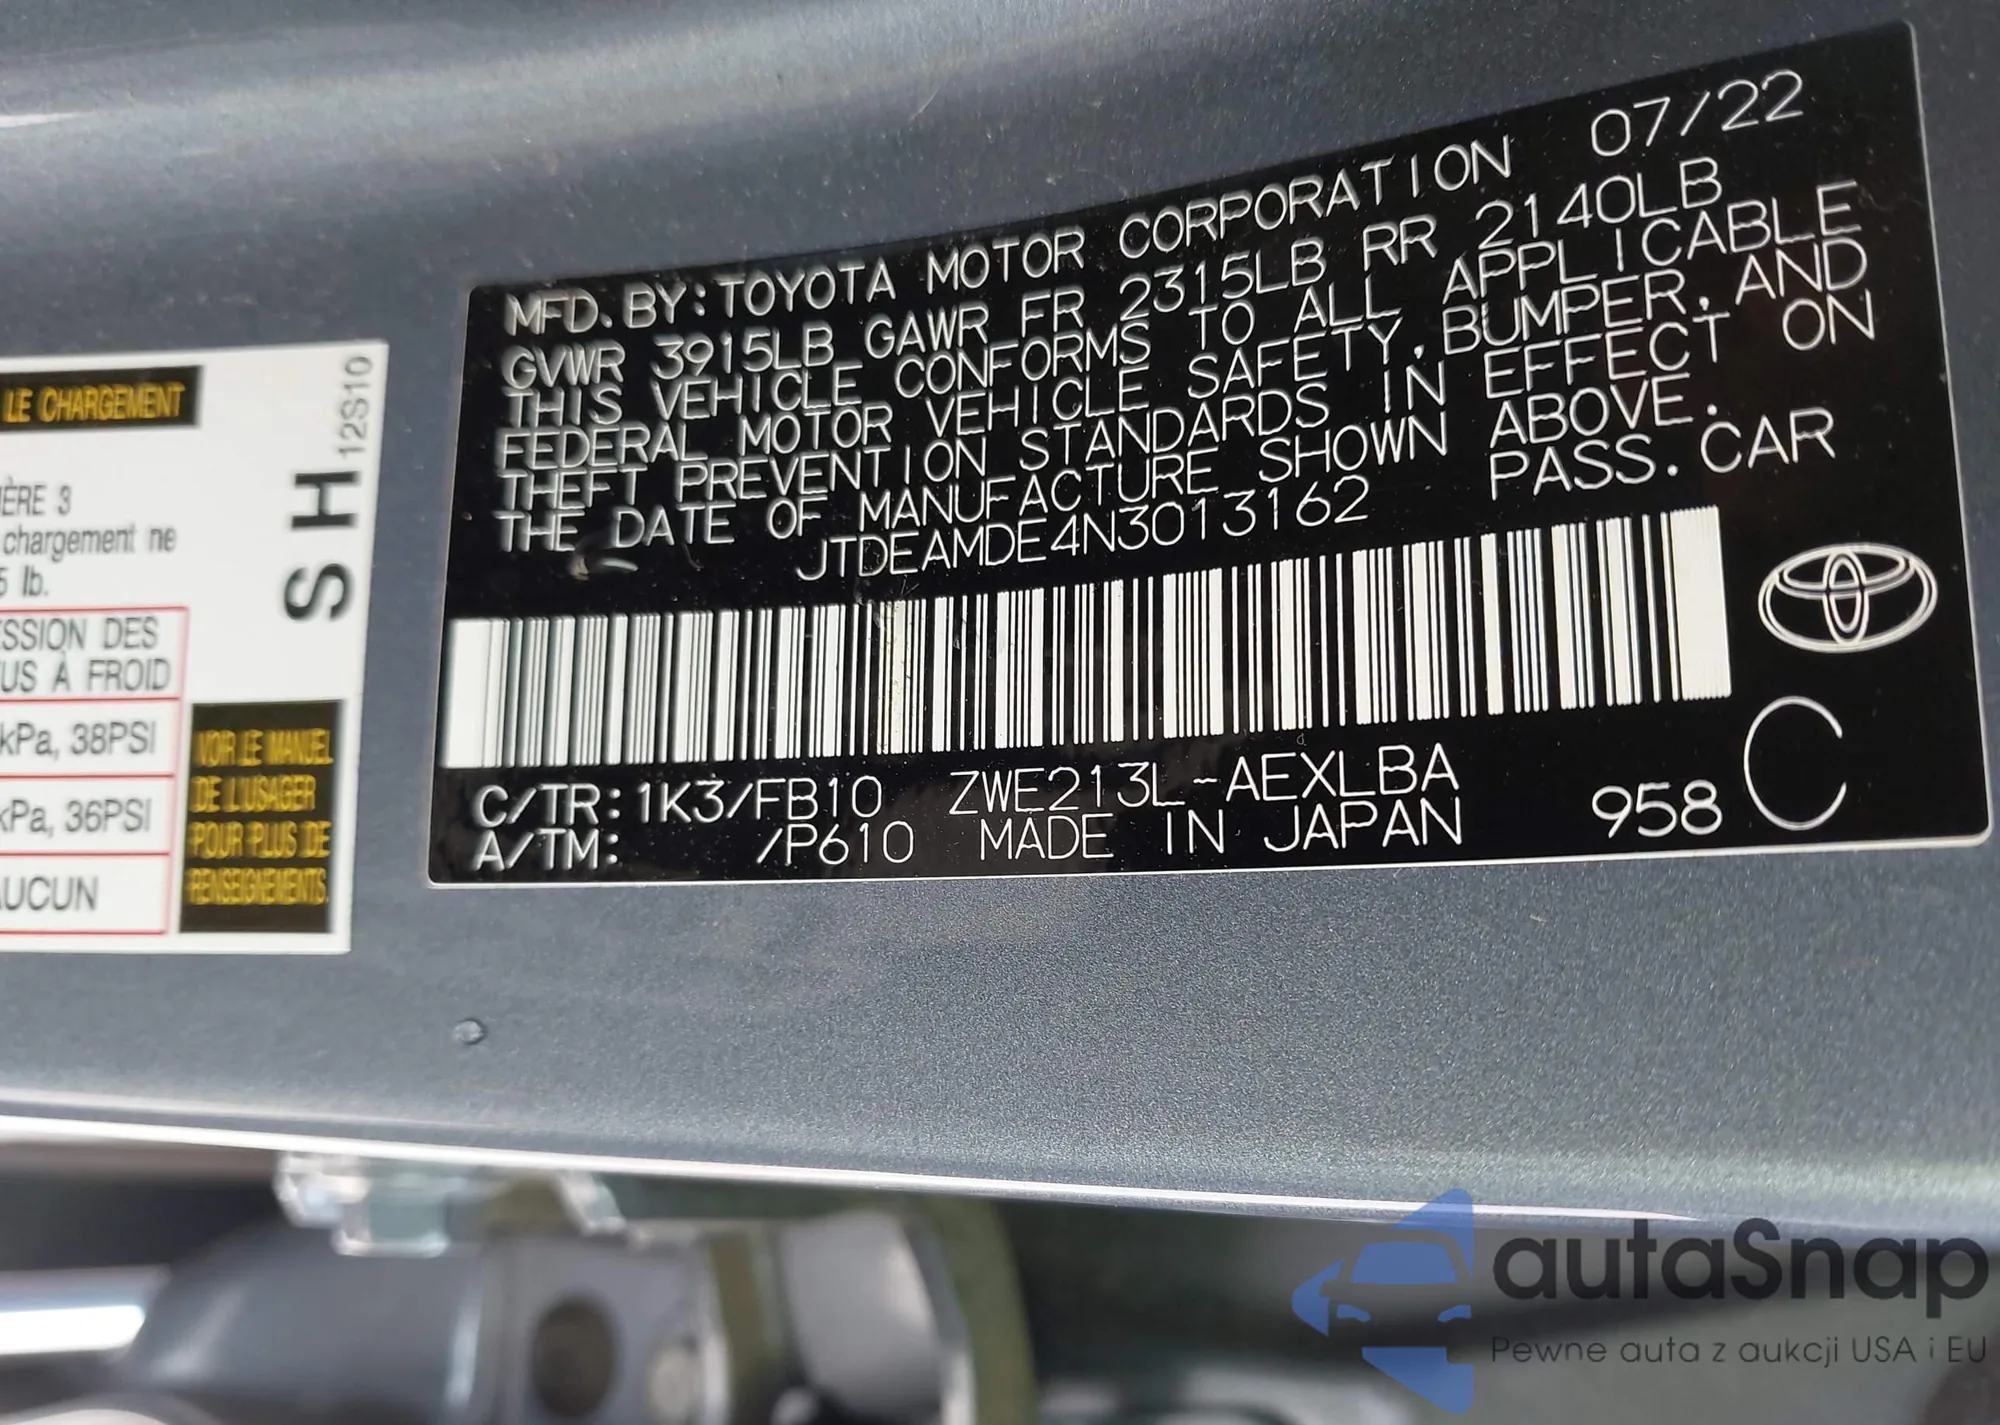 LE CHARGEMENT
12S10
SH
ÈRE 3
chargement ne
5 lb.
ESSION DES
US À FROID
kPa, 38PSI
kPa, 36PSI
AUCUN
VOIR LE MANUEL
DE L'USAGER
POUR PLUS DE
RENSEIGNEMENTS.
MFD. BY: TOYOTA MOTOR CORPORATION 07/22
GVWR 3915LB GAWR FR 2315LB RR 2140LB
THIS VEHICLE CONFORMS TO ALL APPLICABLE
FEDERAL MOTOR VEHICLE SAFETY, BUMPER, AND
THEFT PREVENTION STANDARDS IN EFFECT ON
THE DATE OF MANUFACTURE SHOWN ABOVE.
JTDEAMDE4N3013162 PASS. CAR
C/TR: 1K3/FB10 ZWE213L-AEXLBA
A/TM: /P610 MADE IN JAPAN
958 C
autaSnap
Pewne auta z aukcji USA i EU